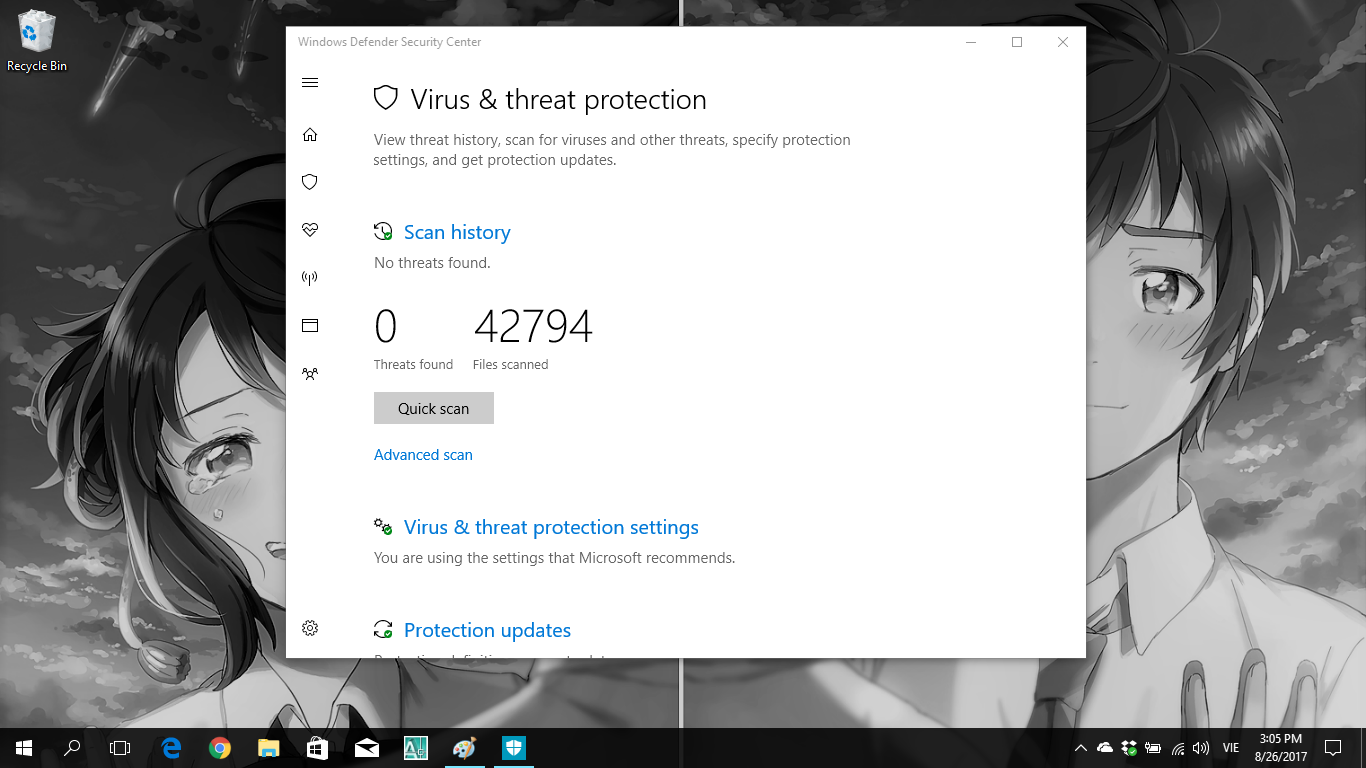 Recycle Bin
Windows Defender Security Center
Virus & threat protection
View threat history, scan for viruses and other threats, specify protection
settings, and get protection updates.
Scan history
No threats found.
0 42794
Threats found Files scanned
Quick scan
Advanced scan
Virus & threat protection settings
You are using the settings that Microsoft recommends.
Protection updates
VIE
3:05 PM
8/26/2017